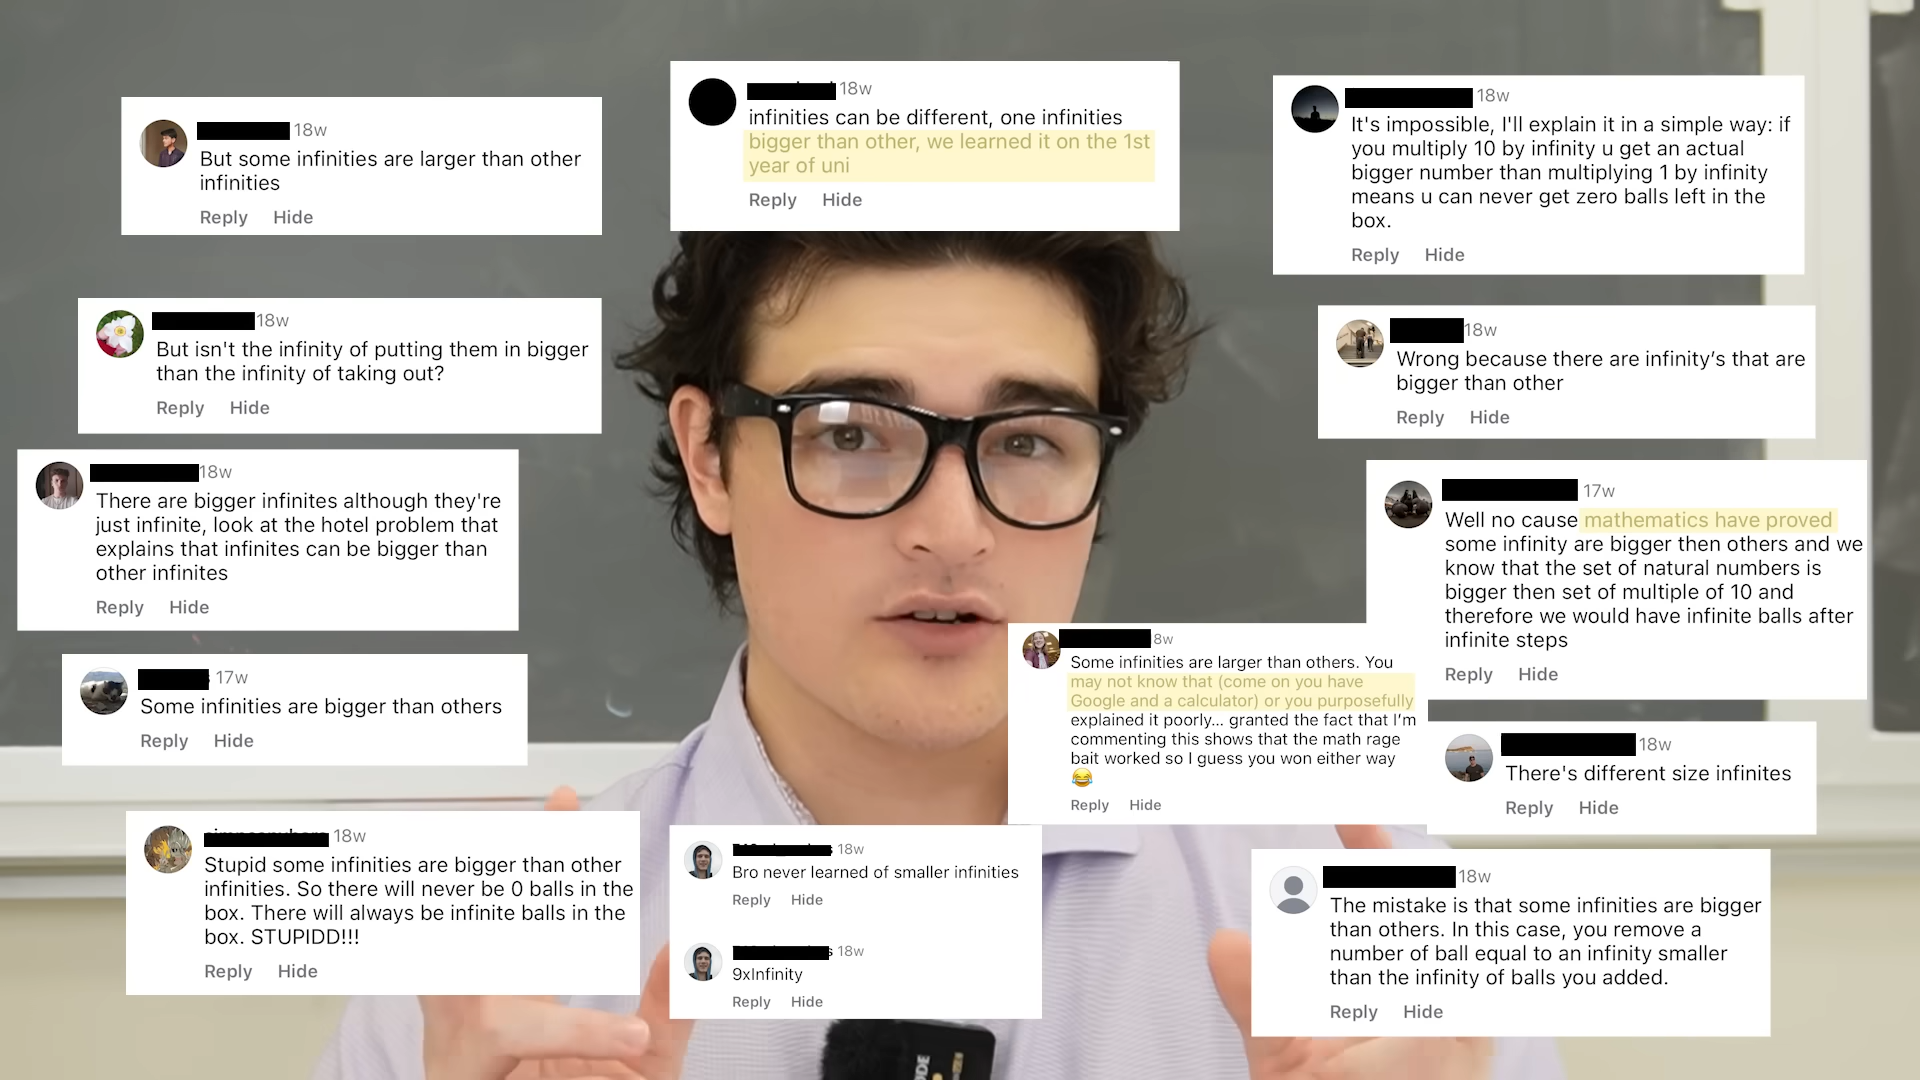 18w
But some infinities are larger than other
infinities
Reply Hide
18w
infinities can be different, one infinities
bigger than other, we learned it on the 1st
year of uni
Reply Hide
18w
It's impossible, I'll explain it in a simple way: if
you multiply 10 by infinity u get an actual
bigger number than multiplying 1 by infinity
means u can never get zero balls left in the
box.
Reply Hide
18w
But isn't the infinity of putting them in bigger
than the infinity of taking out?
Reply Hide
18w
Wrong because there are infinity’s that are
bigger than other
Reply Hide
18w
There are bigger infinites although they're
just infinite, look at the hotel problem that
explains that infinites can be bigger than
other infinites
Reply Hide
17w
Well no cause mathematics have proved
some infinity are bigger then others and we
know that the set of natural numbers is
bigger then set of multiple of 10 and
therefore we would have infinite balls after
infinite steps
Reply Hide
17w
Some infinities are bigger than others
Reply Hide
8w
Some infinities are larger than others. You
may not know that (come on you have
Google and a calculator) or you purposefully
explained it poorly... granted the fact that I’m
commenting this shows that the math rage
bait worked so I guess you won either way
😂
Reply Hide
18w
There's different size infinites
Reply Hide
18w
Stupid some infinities are bigger than other
infinities. So there will never be 0 balls in the
box. There will always be infinite balls in the
box. STUPIDD!!!
Reply Hide
18w
Bro never learned of smaller infinities
Reply Hide
18w
9xInfinity
Reply Hide
18w
The mistake is that some infinities are bigger
than others. In this case, you remove a
number of ball equal to an infinity smaller
than the infinity of balls you added.
Reply Hide